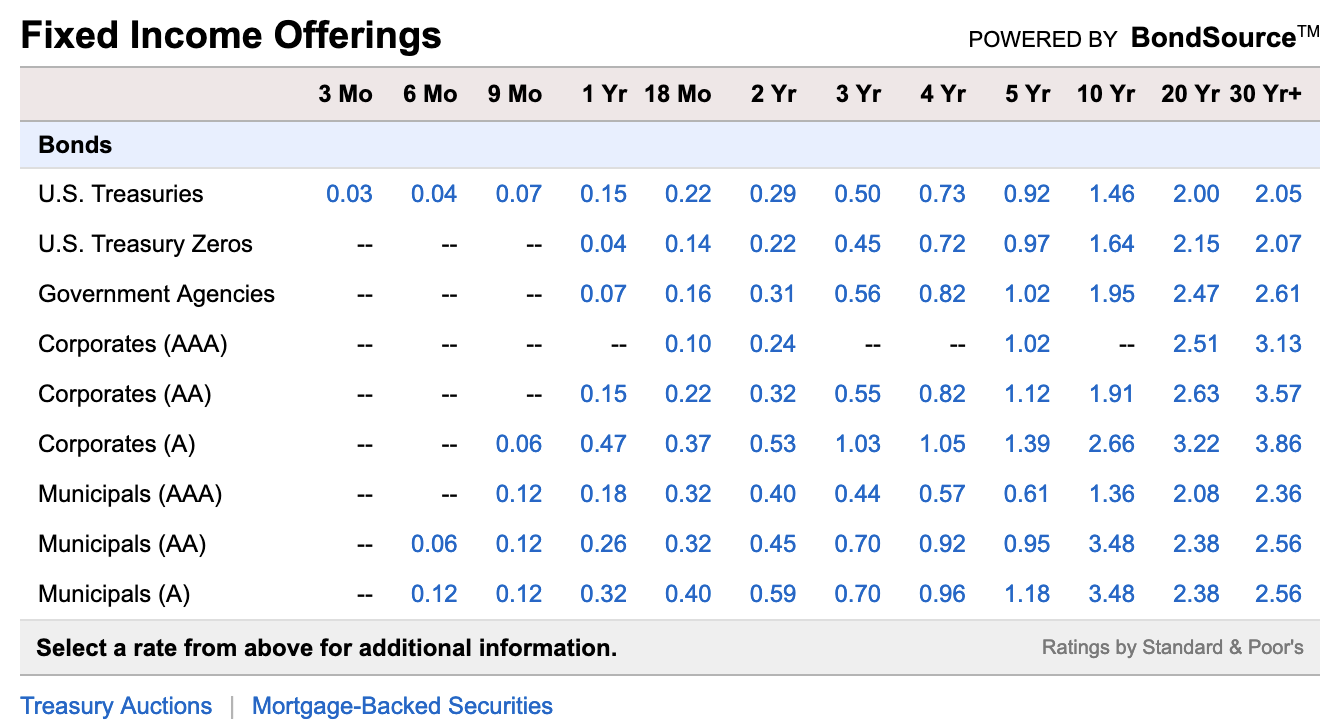 Fixed Income Offerings POWERED BY BondSource™
3 Mo 6 Mo 9 Mo 1 Yr 18 Mo 2 Yr 3 Yr 4 Yr 5 Yr 10 Yr 20 Yr 30 Yr+
Bonds
U.S. Treasuries 0.03 0.04 0.07 0.15 0.22 0.29 0.50 0.73 0.92 1.46 2.00 2.05
U.S. Treasury Zeros -- -- -- 0.04 0.14 0.22 0.45 0.72 0.97 1.64 2.15 2.07
Government Agencies -- -- -- 0.07 0.16 0.31 0.56 0.82 1.02 1.95 2.47 2.61
Corporates (AAA) -- -- -- -- 0.10 0.24 -- -- 1.02 -- 2.51 3.13
Corporates (AA) -- -- -- 0.15 0.22 0.32 0.55 0.82 1.12 1.91 2.63 3.57
Corporates (A) -- -- 0.06 0.47 0.37 0.53 1.03 1.05 1.39 2.66 3.22 3.86
Municipals (AAA) -- -- 0.12 0.18 0.32 0.40 0.44 0.57 0.61 1.36 2.08 2.36
Municipals (AA) -- 0.06 0.12 0.26 0.32 0.45 0.70 0.92 0.95 3.48 2.38 2.56
Municipals (A) -- 0.12 0.12 0.32 0.40 0.59 0.70 0.96 1.18 3.48 2.38 2.56
Select a rate from above for additional information. Ratings by Standard & Poor's
Treasury Auctions | Mortgage-Backed Securities